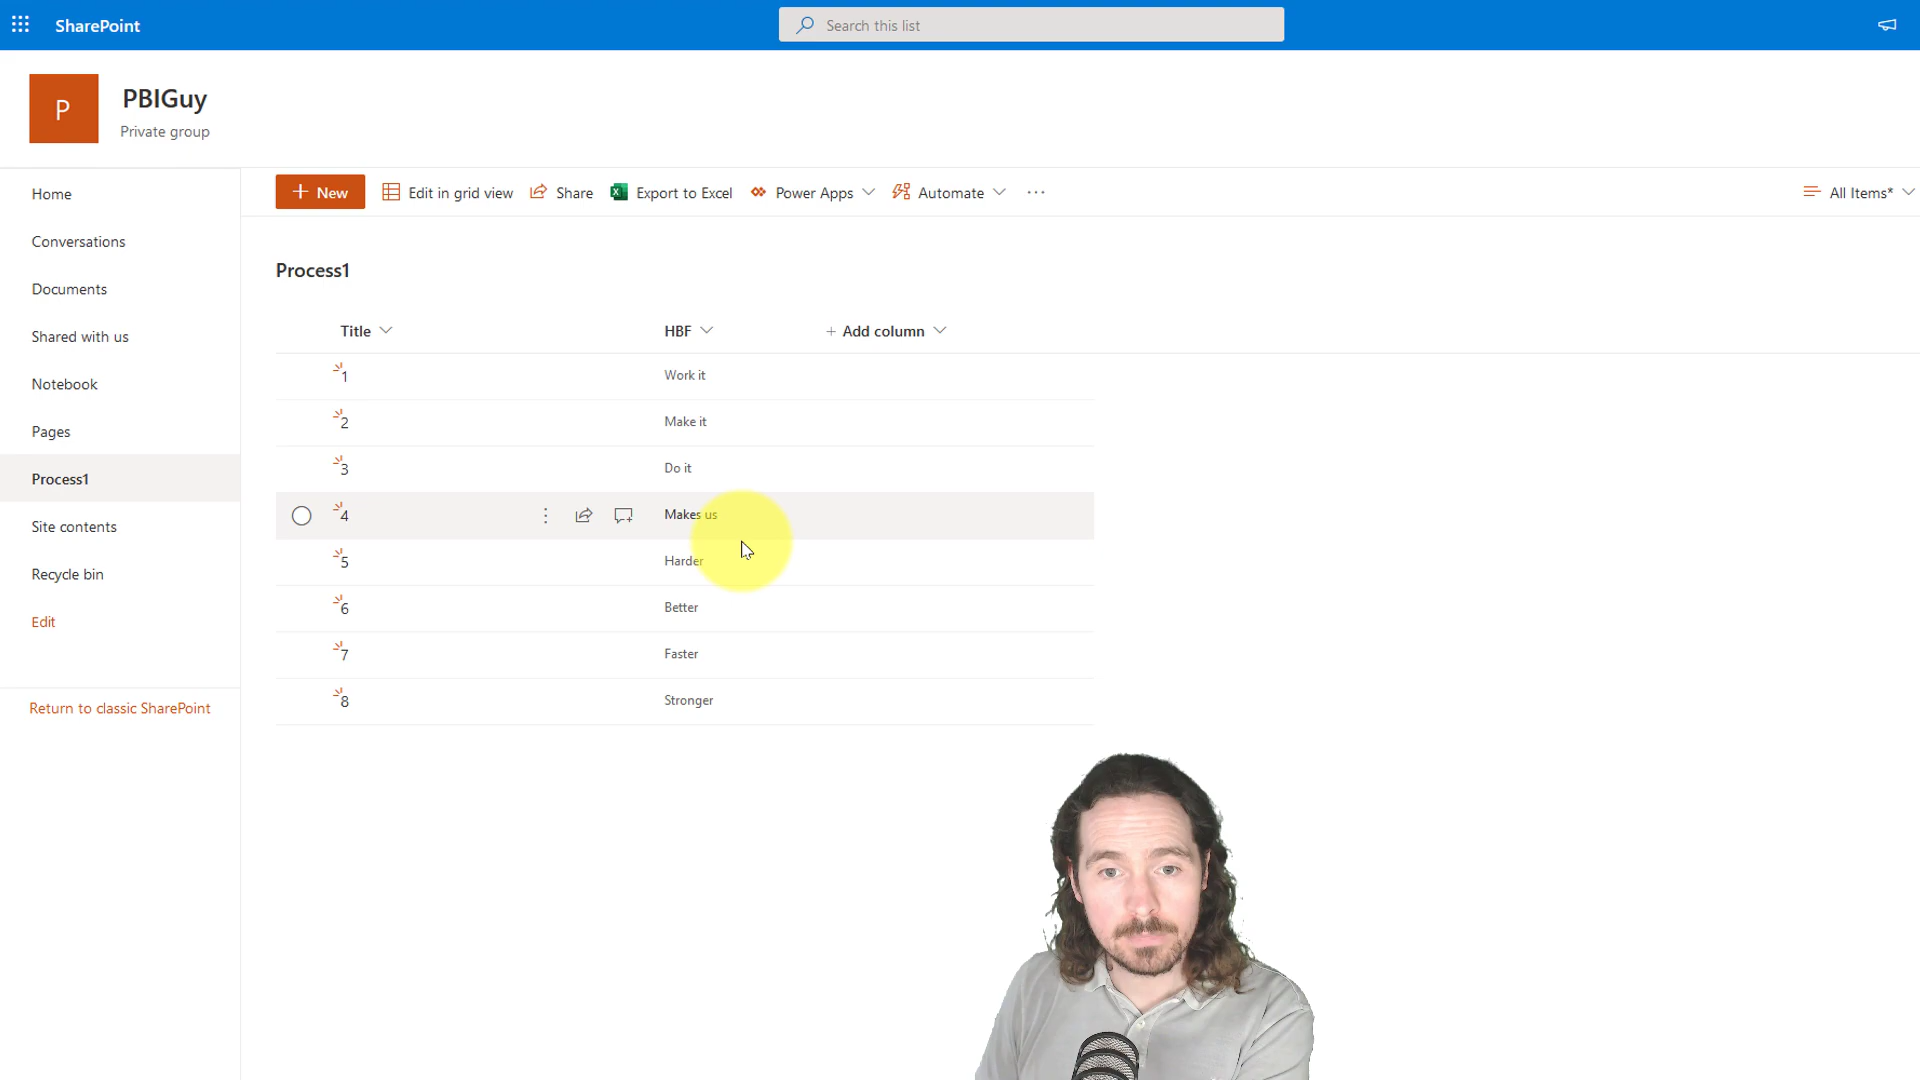 SharePoint
Search this list
P
PBIGuy
Private group
Home
Conversations
Documents
Shared with us
Notebook
Pages
Process1
Site contents
Recycle bin
Edit
Return to classic SharePoint
+ New
Edit in grid view
Share
Export to Excel
Power Apps
Automate
...
All Items*
Process1
Title HBF + Add column
1 Work it
2 Make it
3 Do it
4 Makes us
5 Harder
6 Better
7 Faster
8 Stronger